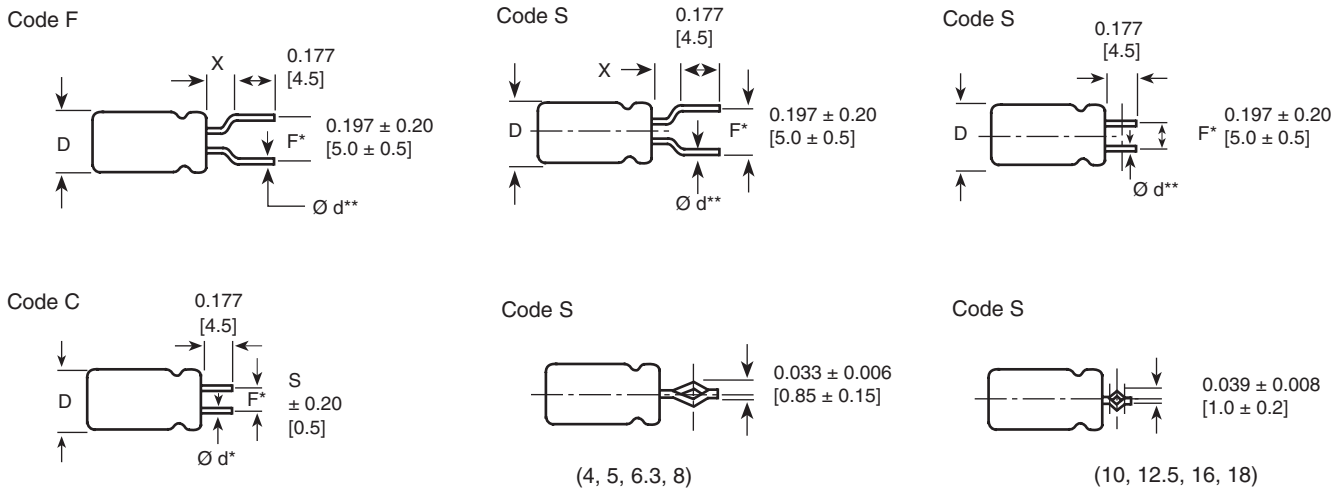 Code F
X
0.177
[4.5]
D
F*
0.197 ± 0.20
[5.0 ± 0.5]
Ø d**
Code S
0.177
[4.5]
X
D
F*
0.197 ± 0.20
[5.0 ± 0.5]
Ø d**
Code S
0.177
[4.5]
D
F*
0.197 ± 0.20
[5.0 ± 0.5]
Ø d**
Code C
0.177
[4.5]
D
S
F*
± 0.20
[0.5]
Ø d*
Code S
0.033 ± 0.006
[0.85 ± 0.15]
(4, 5, 6.3, 8)
Code S
0.039 ± 0.008
[1.0 ± 0.2]
(10, 12.5, 16, 18)